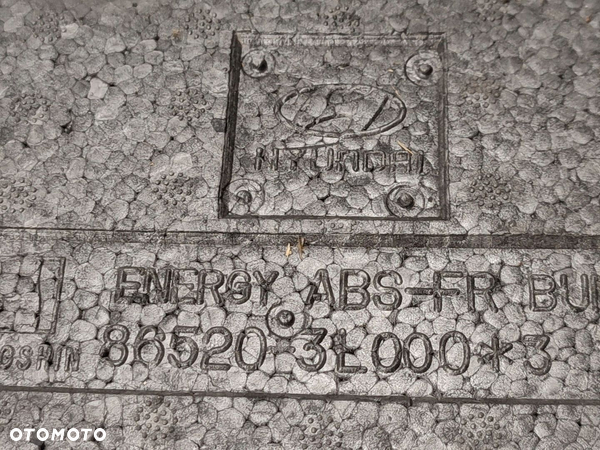 HYUNDAI
ENERGY ABS-FR BU
86520-3L000*3
OTOMOTO